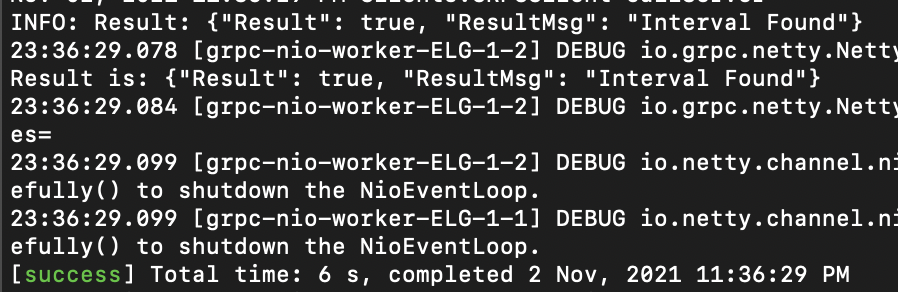 INFO: Result: {"Result": true, "ResultMsg": "Interval Found"}
23:36:29.078 [grpc-nio-worker-ELG-1-2] DEBUG io.grpc.netty.Netty
Result is: {"Result": true, "ResultMsg": "Interval Found"}
23:36:29.084 [grpc-nio-worker-ELG-1-2] DEBUG io.grpc.netty.Netty
es=
23:36:29.099 [grpc-nio-worker-ELG-1-2] DEBUG io.netty.channel.ni
efully() to shutdown the NioEventLoop.
23:36:29.099 [grpc-nio-worker-ELG-1-1] DEBUG io.netty.channel.ni
efully() to shutdown the NioEventLoop.
[success] Total time: 6 s, completed 2 Nov, 2021 11:36:29 PM